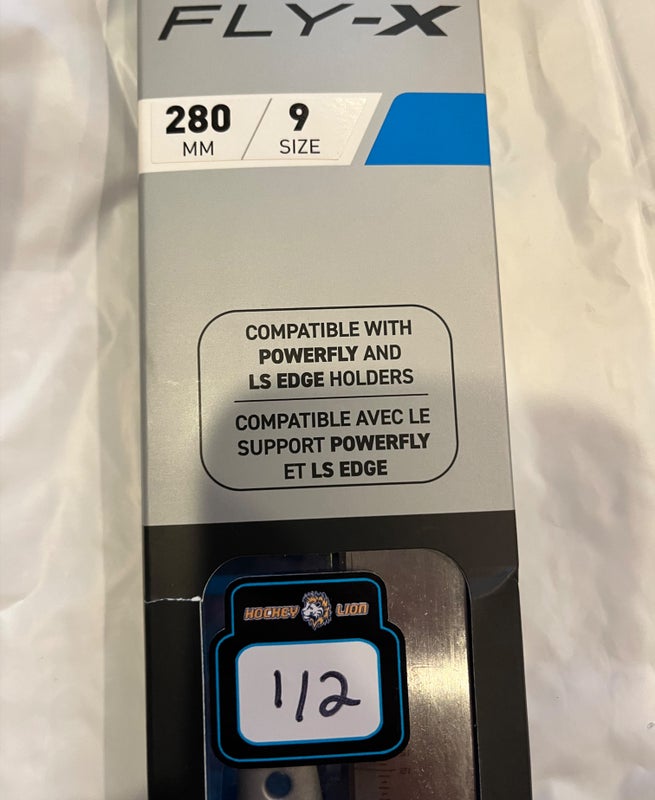 FLY-X
280 / 9
MM SIZE
COMPATIBLE WITH
POWERFLY AND
LS EDGE HOLDERS
COMPATIBLE AVEC LE
SUPPORT POWERFLY
ET LS EDGE
HOCKEY LION
1/2